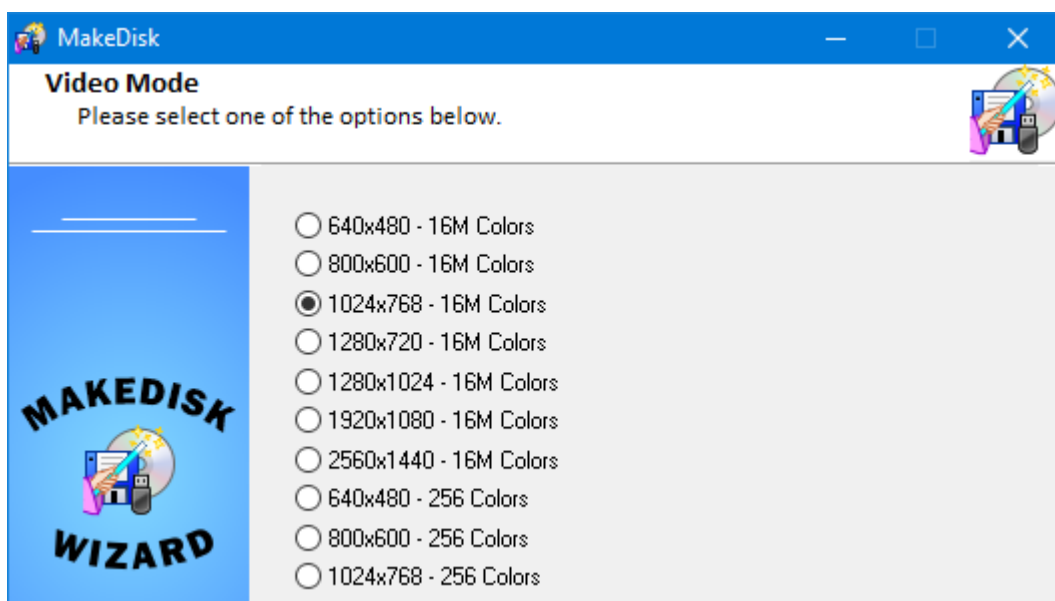 MakeDisk
Video Mode
Please select one of the options below.
640x480 - 16M Colors
800x600 - 16M Colors
1024x768 - 16M Colors
1280x720 - 16M Colors
1280x1024 - 16M Colors
1920x1080 - 16M Colors
2560x1440 - 16M Colors
640x480 - 256 Colors
800x600 - 256 Colors
1024x768 - 256 Colors
MAKEDISK
WIZARD